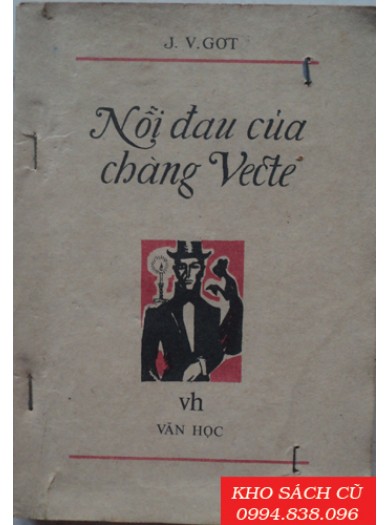 J. V. GOT
Nỗi đau của
chàng Vecte
vh
VĂN HỌC
KHO SÁCH CŨ
0994.838.096